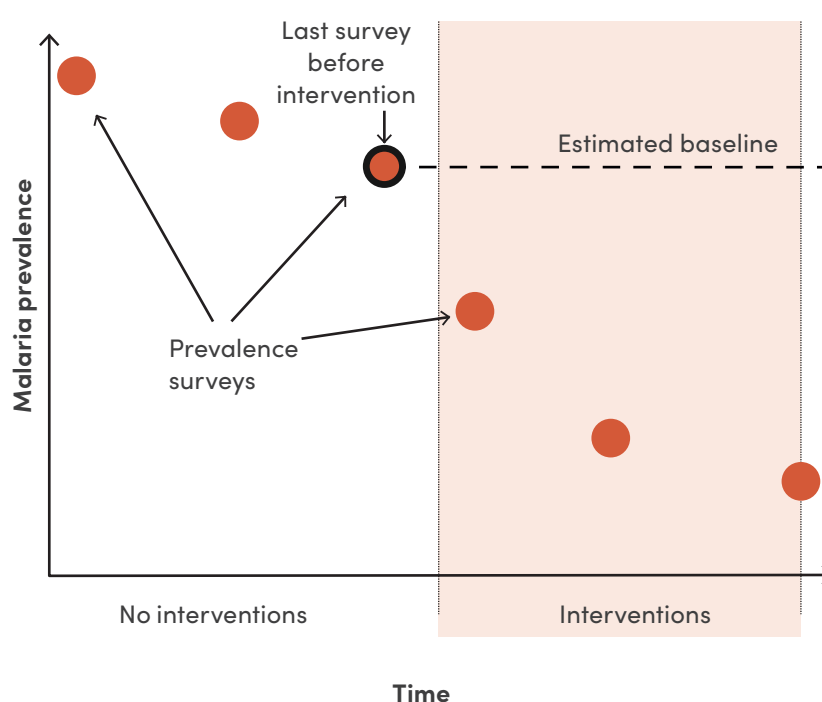 Last survey
before
intervention
Estimated baseline
Malaria prevalence
Prevalence
surveys
No interventions
Interventions
Time